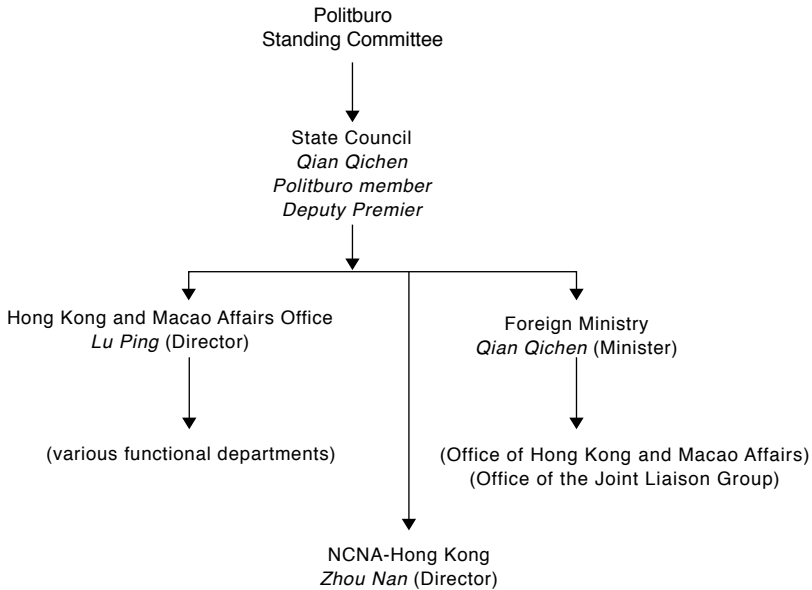 Politburo
Standing Committee
State Council
Qian Qichen
Politburo member
Deputy Premier
Hong Kong and Macao Affairs Office
Lu Ping (Director)
Foreign Ministry
Qian Qichen (Minister)
(various functional departments)
(Office of Hong Kong and Macao Affairs)
(Office of the Joint Liaison Group)
NCNA-Hong Kong
Zhou Nan (Director)